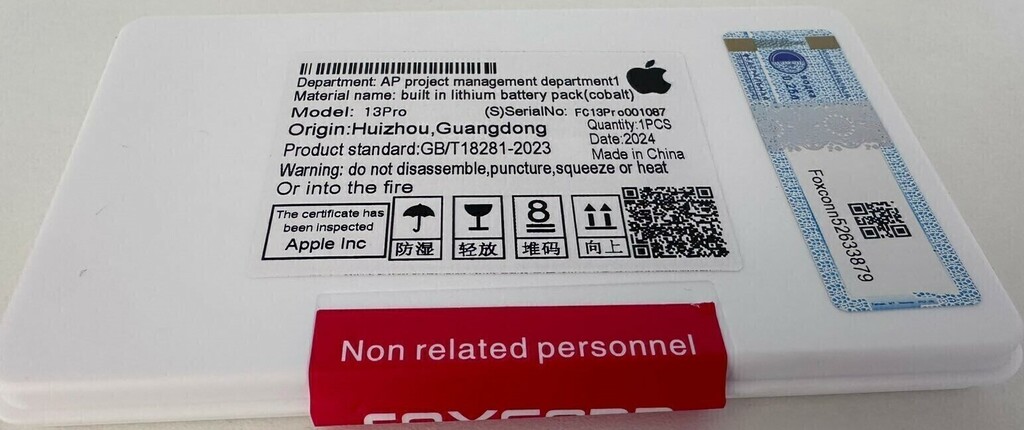 Department: AP project management department1
Material name: built in lithium battery pack(cobalt)
Model: 13Pro (S)SerialNo: FC13Pro001087
Origin:Huizhou,Guangdong Quantity:1PCS
Date:2024
Product standard:GB/T18281-2023 Made in China
Warning: do not disassemble,puncture,squeeze or heat
Or into the fire
The certificate has
been inspected
Apple Inc
防湿
轻放
8
堆码
向上
Foxconn52633879
Non related personnel
FOXCONN